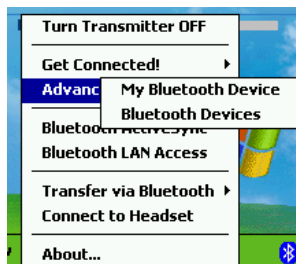 Turn Transmitter OFF
Get Connected!
Advanc
My Bluetooth Device
Bluetooth Devices
Bluetooth ActiveSync
Bluetooth LAN Access
Transfer via Bluetooth
Connect to Headset
About...